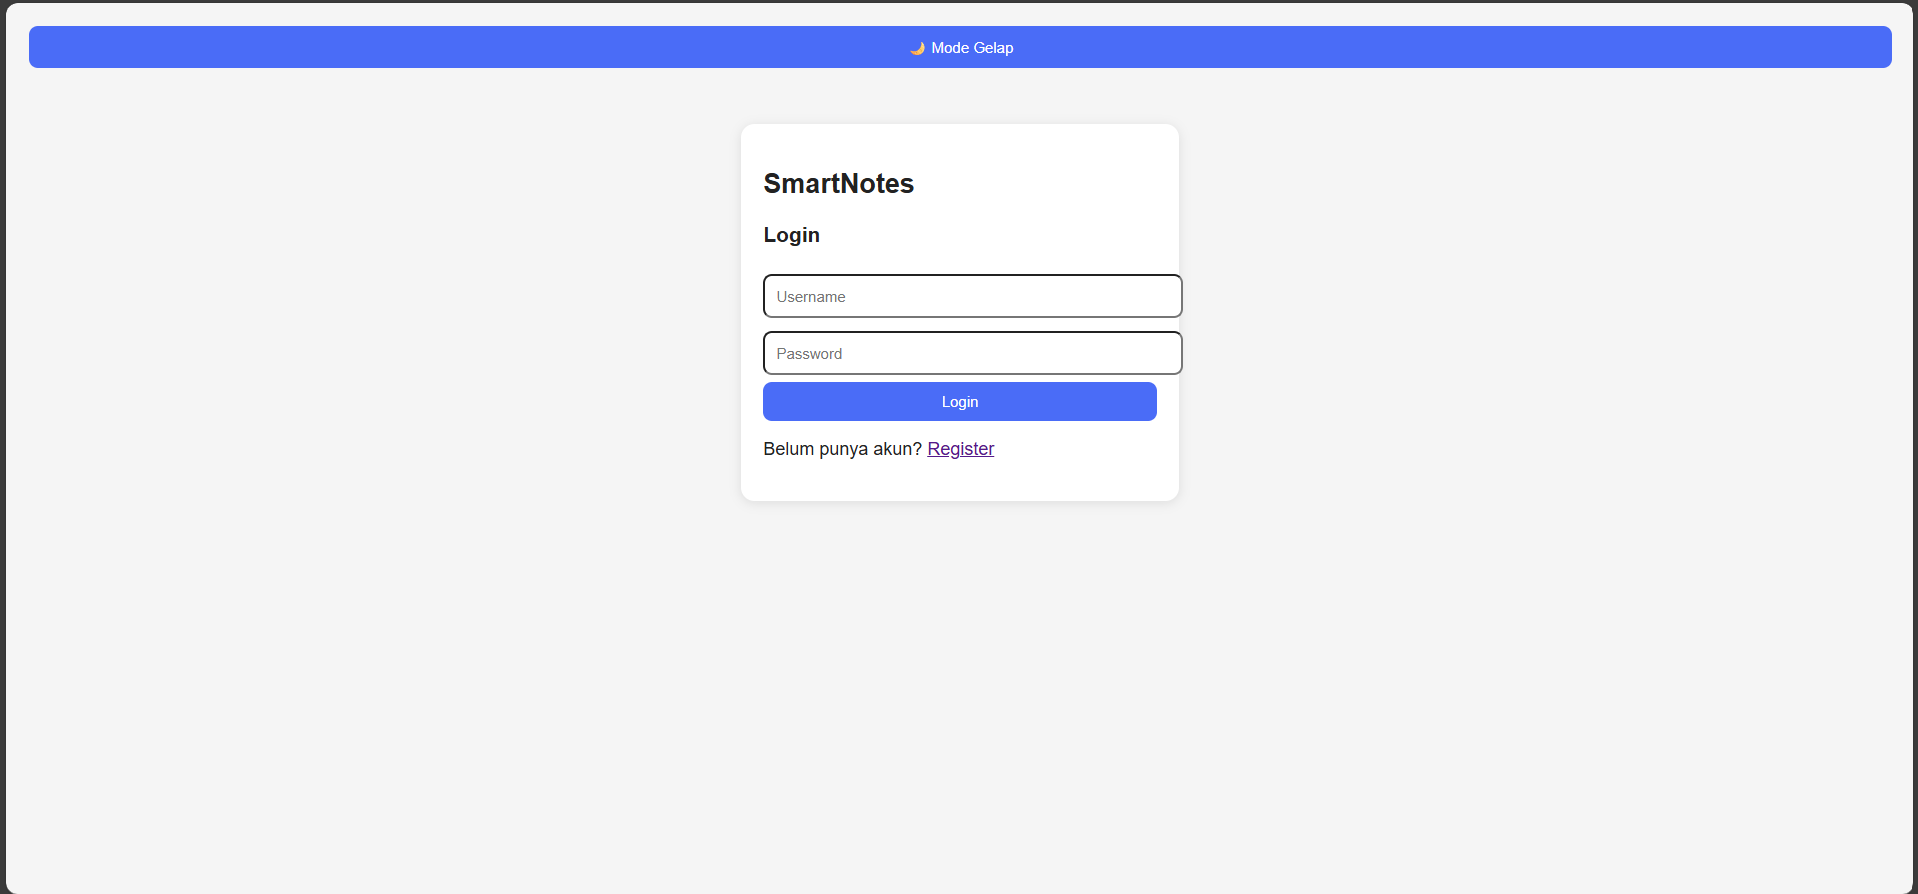 🌙 Mode Gelap
SmartNotes
Login
Username
Password
Login
Belum punya akun? Register